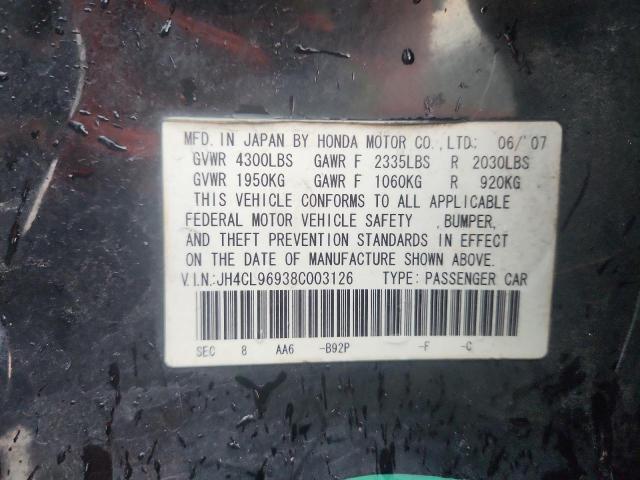 MFD. IN JAPAN BY HONDA MOTOR CO.,LTD: 06/'07
GVWR 4300LBS GAWR F 2335LBS R 2030LBS
GVWR 1950KG GAWR F 1060KG R 920KG
THIS VEHICLE CONFORMS TO ALL APPLICABLE
FEDERAL MOTOR VEHICLE SAFETY ,BUMPER,
AND THEFT PREVENTION STANDARDS IN EFFECT
ON THE DATE OF MANUFACTURE SHOWN ABOVE.
V.I.N.:JH4CL96938C003126 TYPE: PASSENGER CAR
SEC 8 AA6 -B92P -F -C